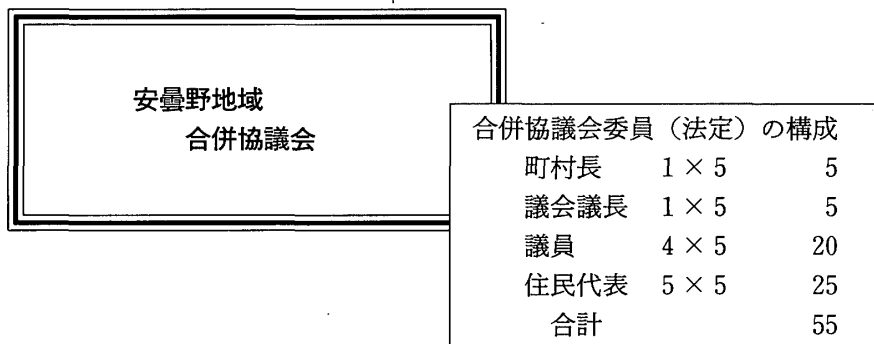 安曇野地域
合併協議会
合併協議会委員（法定）の構成
町村長 1 × 5 5
議会議長 1 × 5 5
議員 4 × 5 20
住民代表 5 × 5 25
合計 55